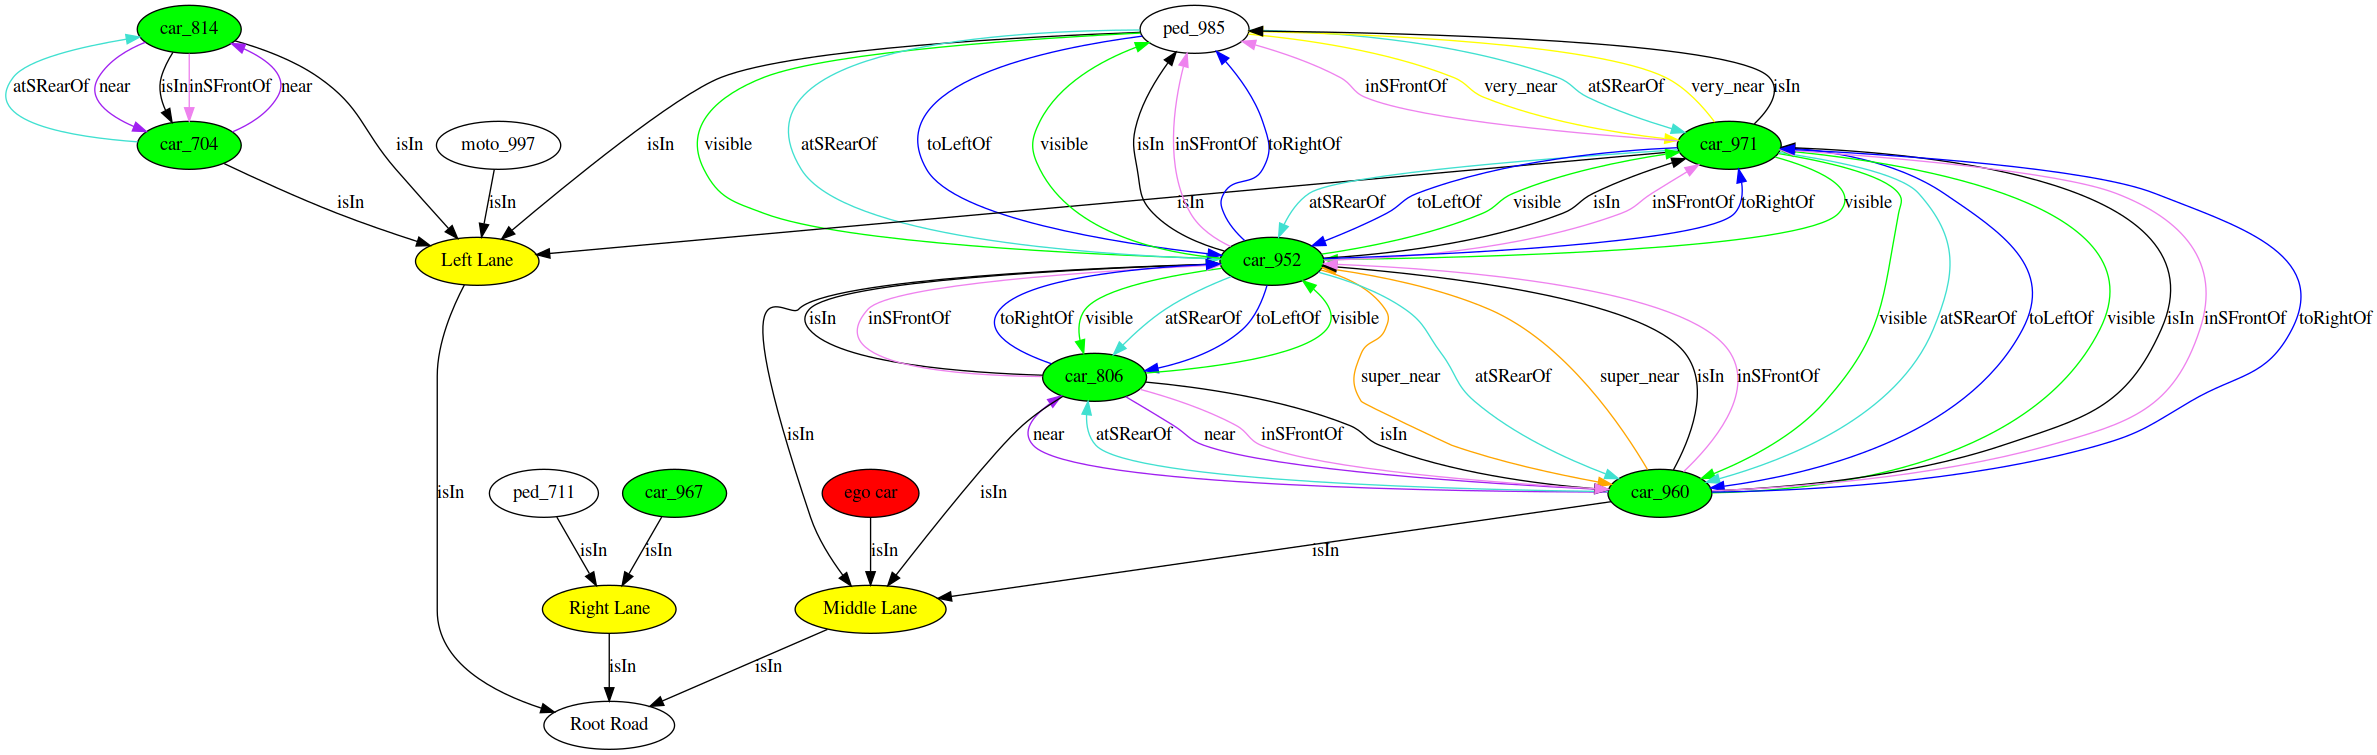 car_814
ped_985
atSRearOf near isIn inSFrontOf near inSFrontOf very_near atSRearOf very_near isIn
car_704 isIn moto_997 isIn visible atSRearOf toLeftOf visible isIn inSFrontOf toRightOf car_971
isIn isIn isIn atSRearOf toLeftOf visible isIn inSFrontOf toRightOf visible
Left Lane car_952
isIn inSFrontOf toRightOf visible atSRearOf toLeftOf visible visible atSRearOf toLeftOf visible isIn inSFrontOf toRightOf
car_806 super_near atSRearOf super_near isIn inSFrontOf
isIn near atSRearOf near inSFrontOf isIn
isIn ped_711 car_967 ego car isIn car_960
isIn isIn isIn isIn
Right Lane Middle Lane
isIn isIn
Root Road